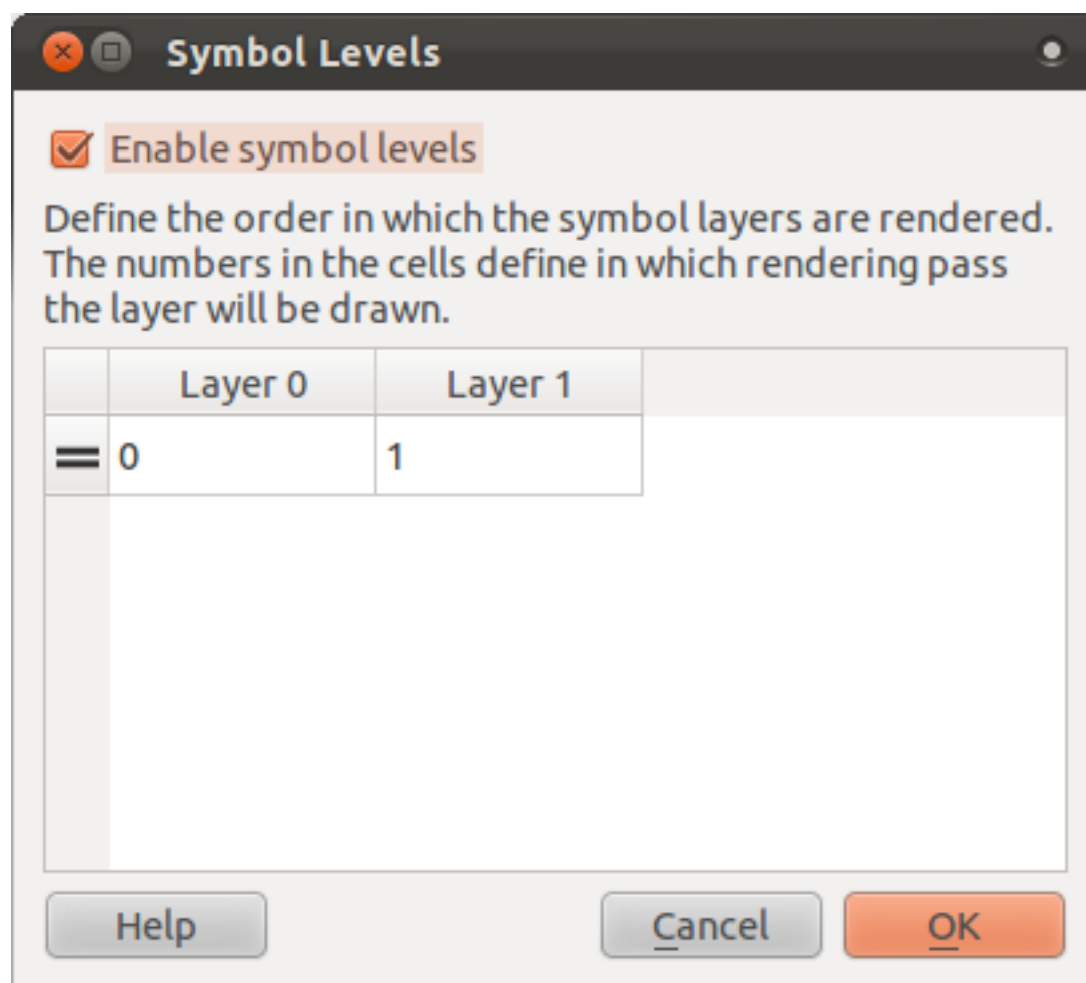 Symbol Levels
Enable symbol levels
Define the order in which the symbol layers are rendered.
The numbers in the cells define in which rendering pass
the layer will be drawn.
Layer 0 Layer 1
0 1
Help Cancel OK